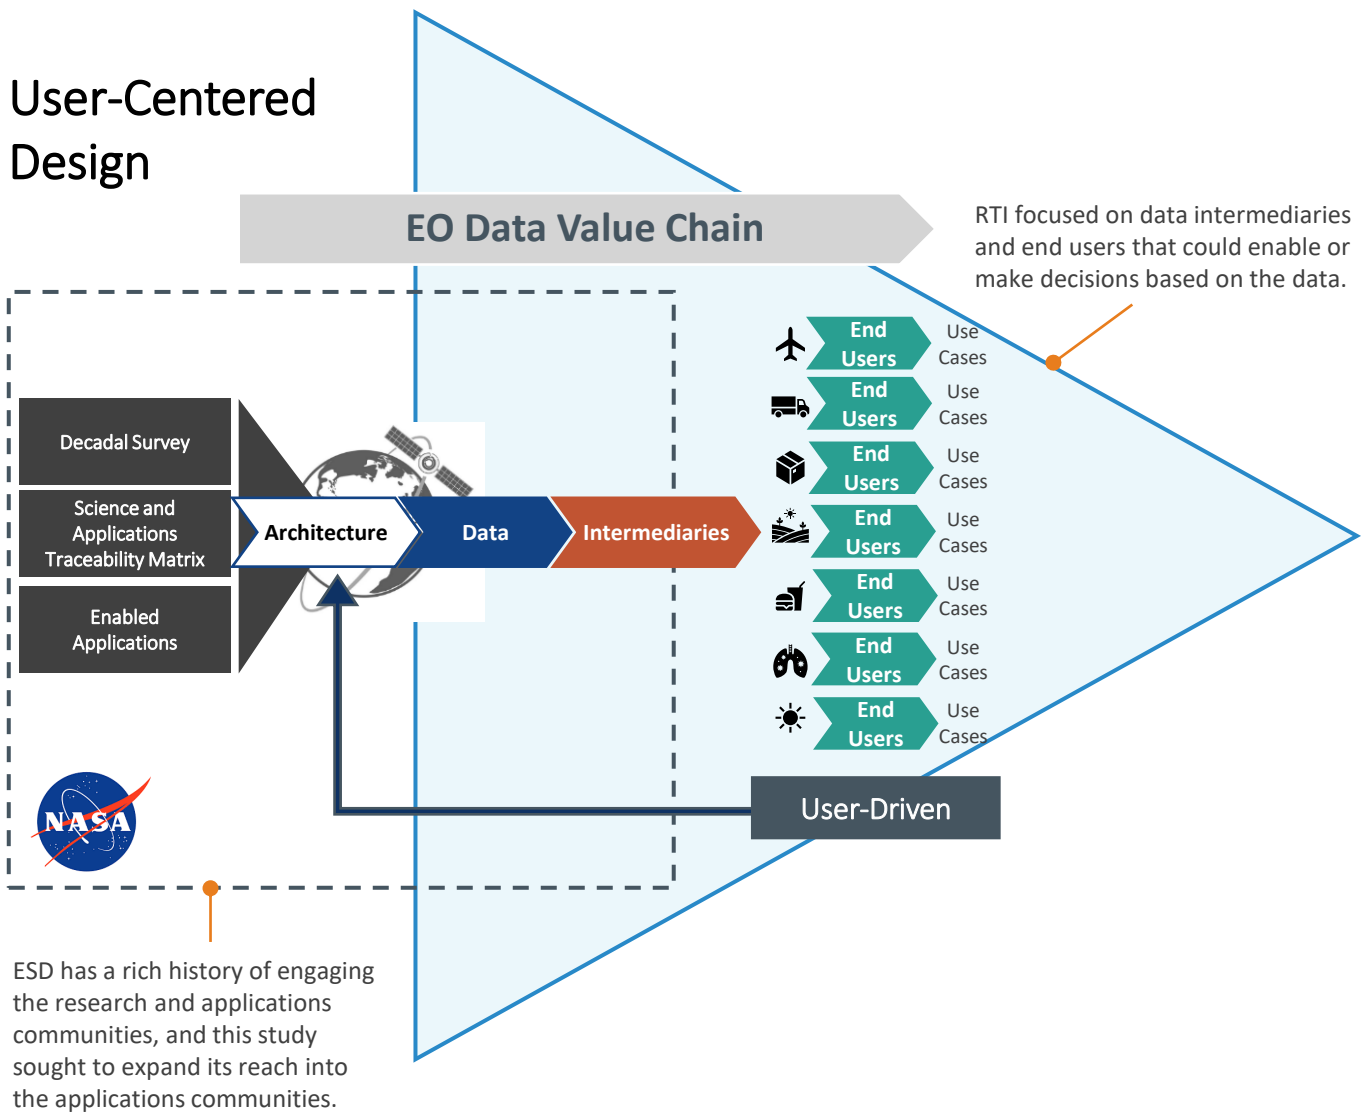 User-Centered
Design
EO Data Value Chain
RTI focused on data intermediaries
and end users that could enable or
make decisions based on the data.
End
Users
Use
Cases
End
Users
Use
Cases
End
Users
Use
Cases
End
Users
Use
Cases
End
Users
Use
Cases
End
Users
Use
Cases
End
Users
Use
Cases
Decadal Survey
Science and
Applications
Traceability Matrix
Enabled
Applications
Architecture
Data
Intermediaries
User-Driven
NASA
ESD has a rich history of engaging
the research and applications
communities, and this study
sought to expand its reach into
the applications communities.